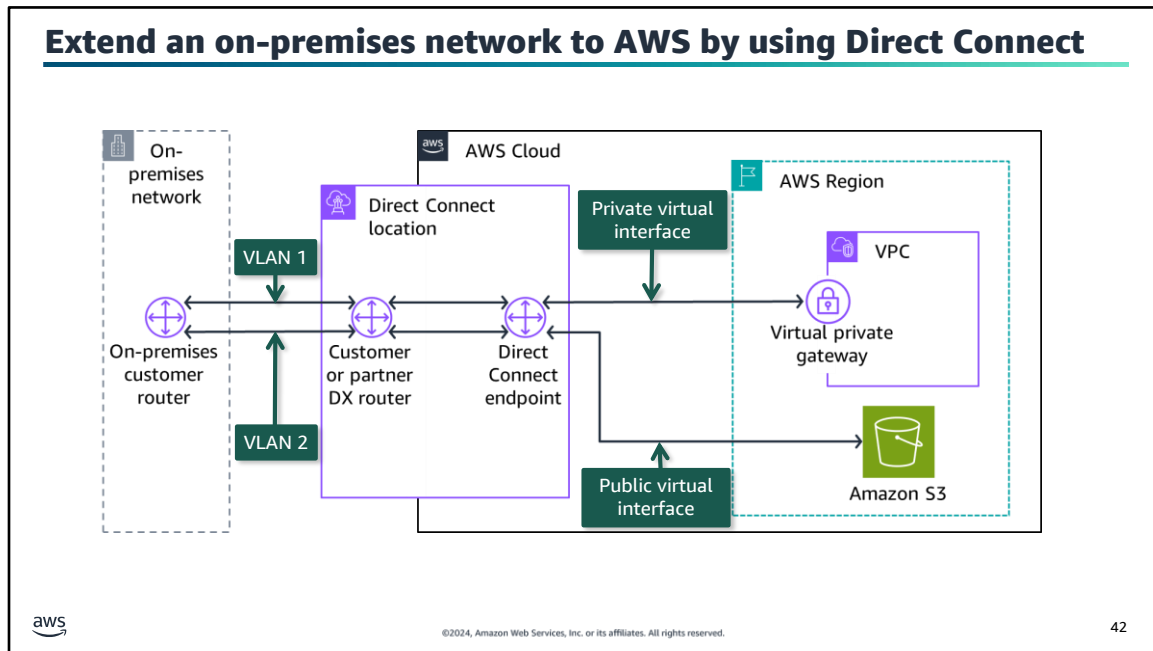 Extend an on-premises network to AWS by using Direct Connect
On-
premises
network
aws
AWS Cloud
AWS Region
Direct Connect
location
Private virtual
interface
VPC
VLAN 1
On-premises
customer
router
Customer
or partner
DX router
Direct
Connect
endpoint
Virtual private
gateway
VLAN 2
Public virtual
interface
Amazon S3
aws
©2024, Amazon Web Services, Inc. or its affiliates. All rights reserved.
42